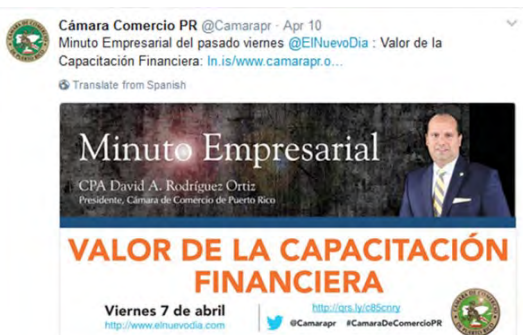 Cámara Comercio PR @Camarapr · Apr 10
Minuto Empresarial del pasado viernes @ElNuevoDia : Valor de la
Capacitación Financiera: ln.is/www.camarapr.o…
Translate from Spanish
Minuto Empresarial
CPA David A. Rodríguez Ortiz
Presidente, Cámara de Comercio de Puerto Rico
VALOR DE LA CAPACITACIÓN
FINANCIERA
Viernes 7 de abril
http://www.elnuevodia.com
http://qrs.ly/c85cnry
@Camarapr #CamaraDeComercioPR